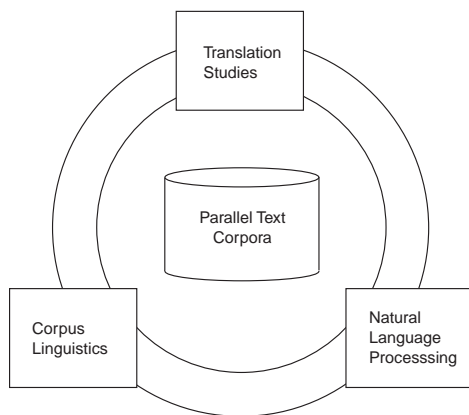 Translation
Studies
Parallel Text
Corpora
Corpus
Linguistics
Natural
Language
Processsing